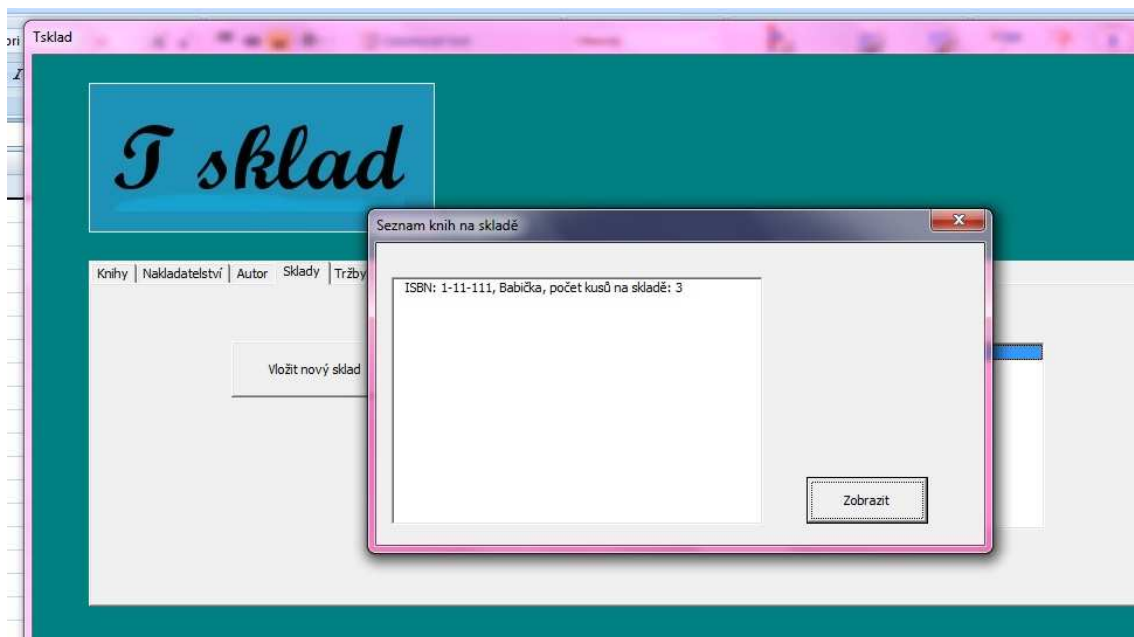 Tsklad
T sklad
Seznam knih na skladě
Knihy Nakladatelství Autor Sklady Tržby
ISBN: 1-11-111, Babička, počet kusů na skladě: 3
Vložit nový sklad
Zobrazit